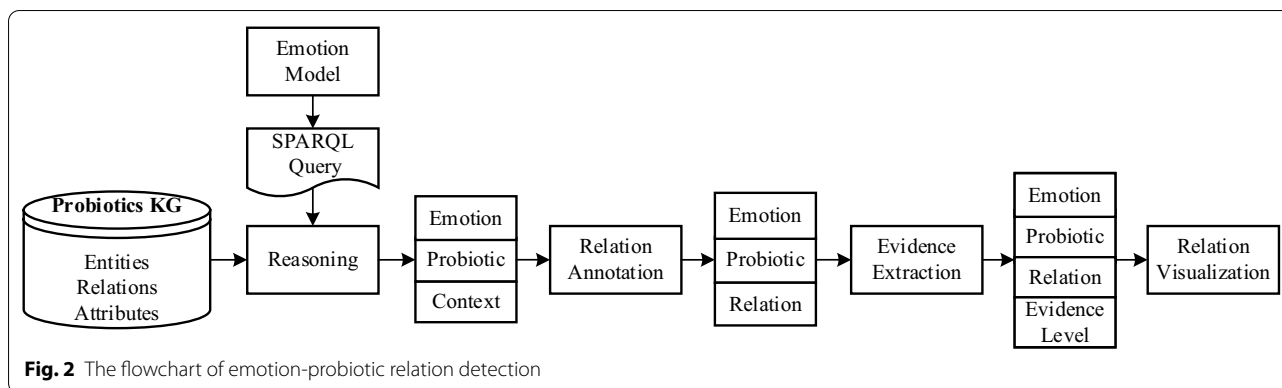 Emotion
Model
SPARQL
Query
Probiotics KG
Entities
Relations
Attributes
Reasoning
Emotion
Probiotic
Context
Relation
Annotation
Emotion
Probiotic
Relation
Evidence
Extraction
Emotion
Probiotic
Relation
Evidence
Level
Relation
Visualization
Fig. 2 The flowchart of emotion-probiotic relation detection